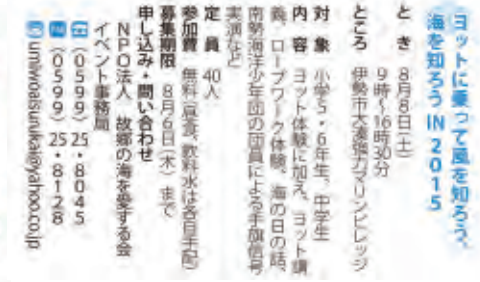 ヨットに乗って風を知ろう、
海を知ろう IN 2015
とき 8月8日(土)
9時〜16時30分
ところ 伊勢市大湊強力マリンビレッジ
対象 小学5・6年生、中学生
内容 ヨット体験に加え、ヨット講
義、ロープワーク体験、海の日の話、
南勢海洋少年団の団員による手旗信号
実演など
定員 40人
参加費 無料(昼食、飲料水は各自手配)
募集期限 8月6日(木)まで
申し込み・問い合わせ
NPO法人 故郷の海を愛する会
イベント事務局
(0599)25・8045
(0599)25・8128
@yahoo.co.jp